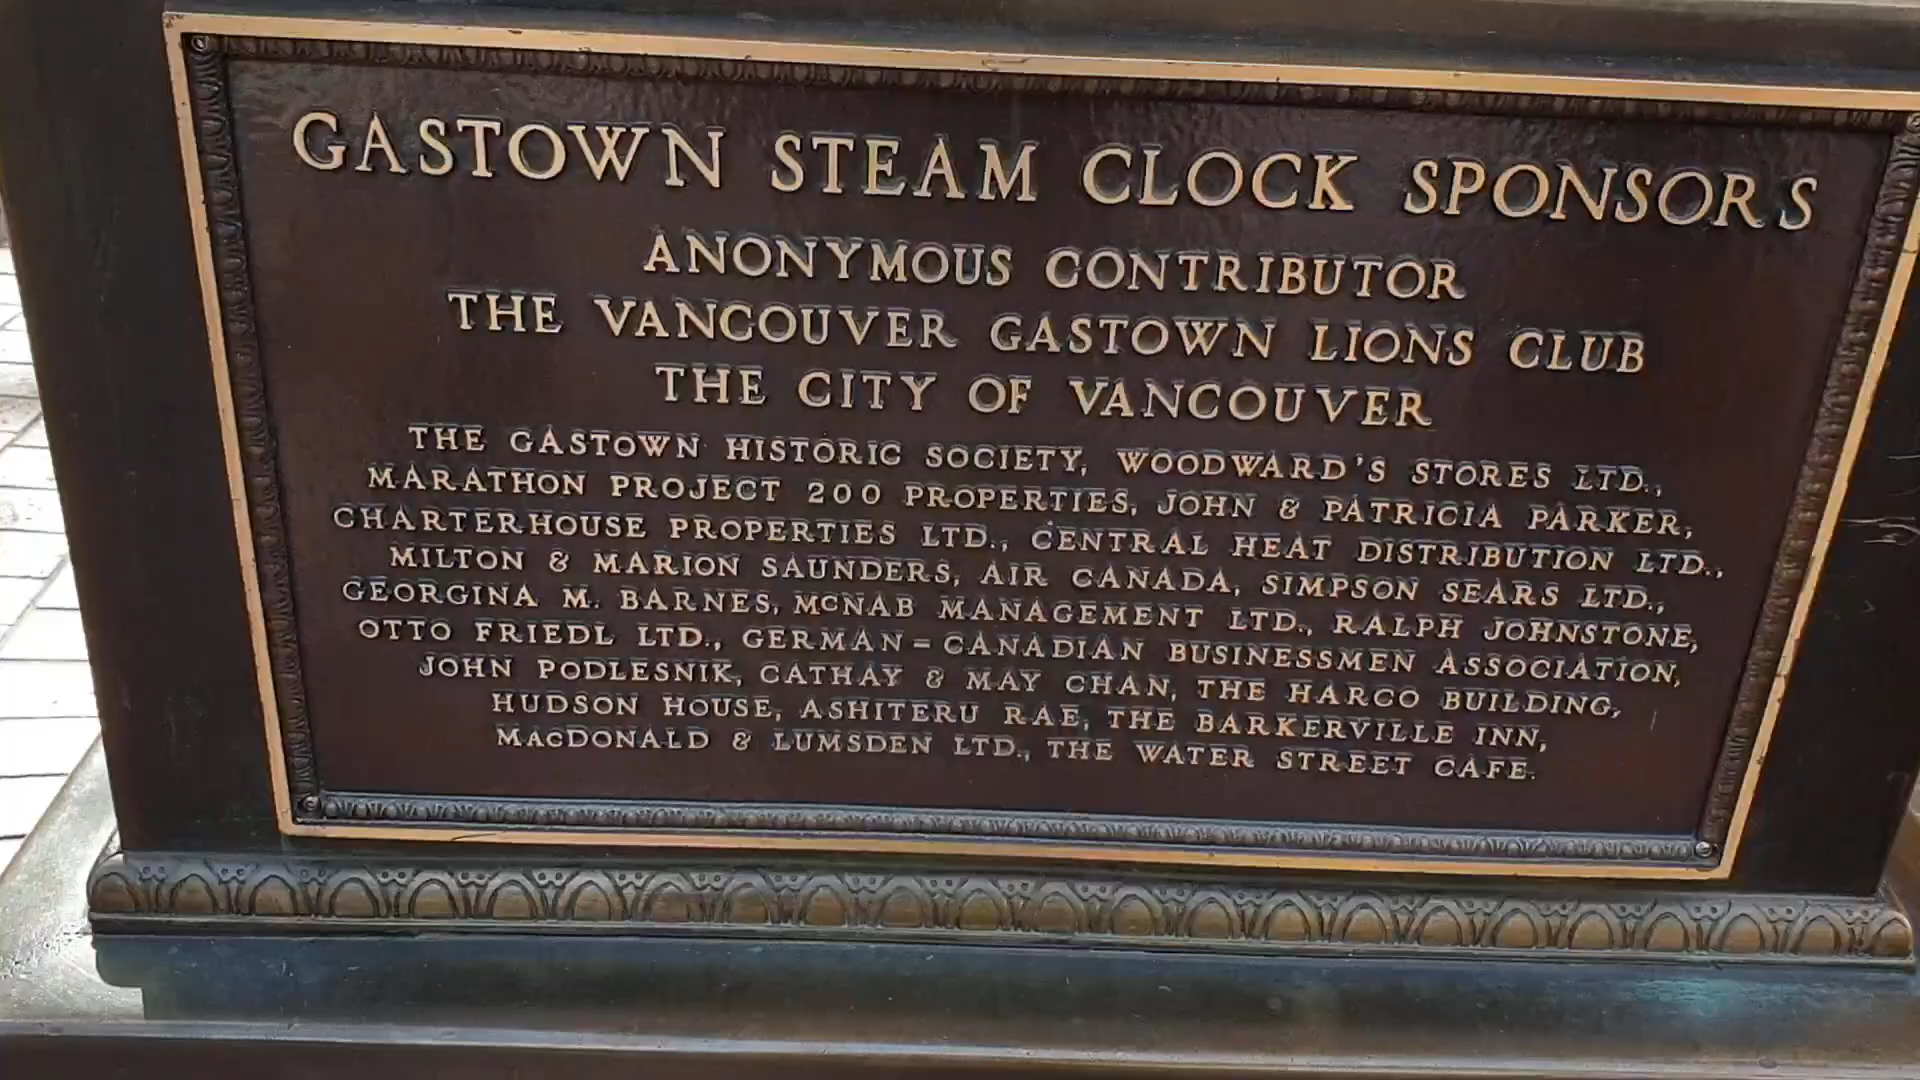 GASTOWN STEAM CLOCK SPONSORS
ANONYMOUS CONTRIBUTOR
THE VANCOUVER GASTOWN LIONS CLUB
THE CITY OF VANCOUVER
THE GASTOWN HISTORIC SOCIETY, WOODWARD'S STORES LTD.,
MARATHON PROJECT 200 PROPERTIES, JOHN & PATRICIA PARKER,
CHARTERHOUSE PROPERTIES LTD., CENTRAL HEAT DISTRIBUTION LTD.,
MILTON & MARION SAUNDERS, AIR CANADA, SIMPSON SEARS LTD.,
GEORGINA M. BARNES, McNAB MANAGEMENT LTD., RALPH JOHNSTONE,
OTTO FRIEDL LTD., GERMAN=CANADIAN BUSINESSMEN ASSOCIATION,
JOHN PODLESNIK, CATHAY & MAY CHAN, THE HARCO BUILDING,
HUDSON HOUSE, ASHITERU RAE, THE BARKERVILLE INN,
MACDONALD & LUMSDEN LTD., THE WATER STREET CAFE.